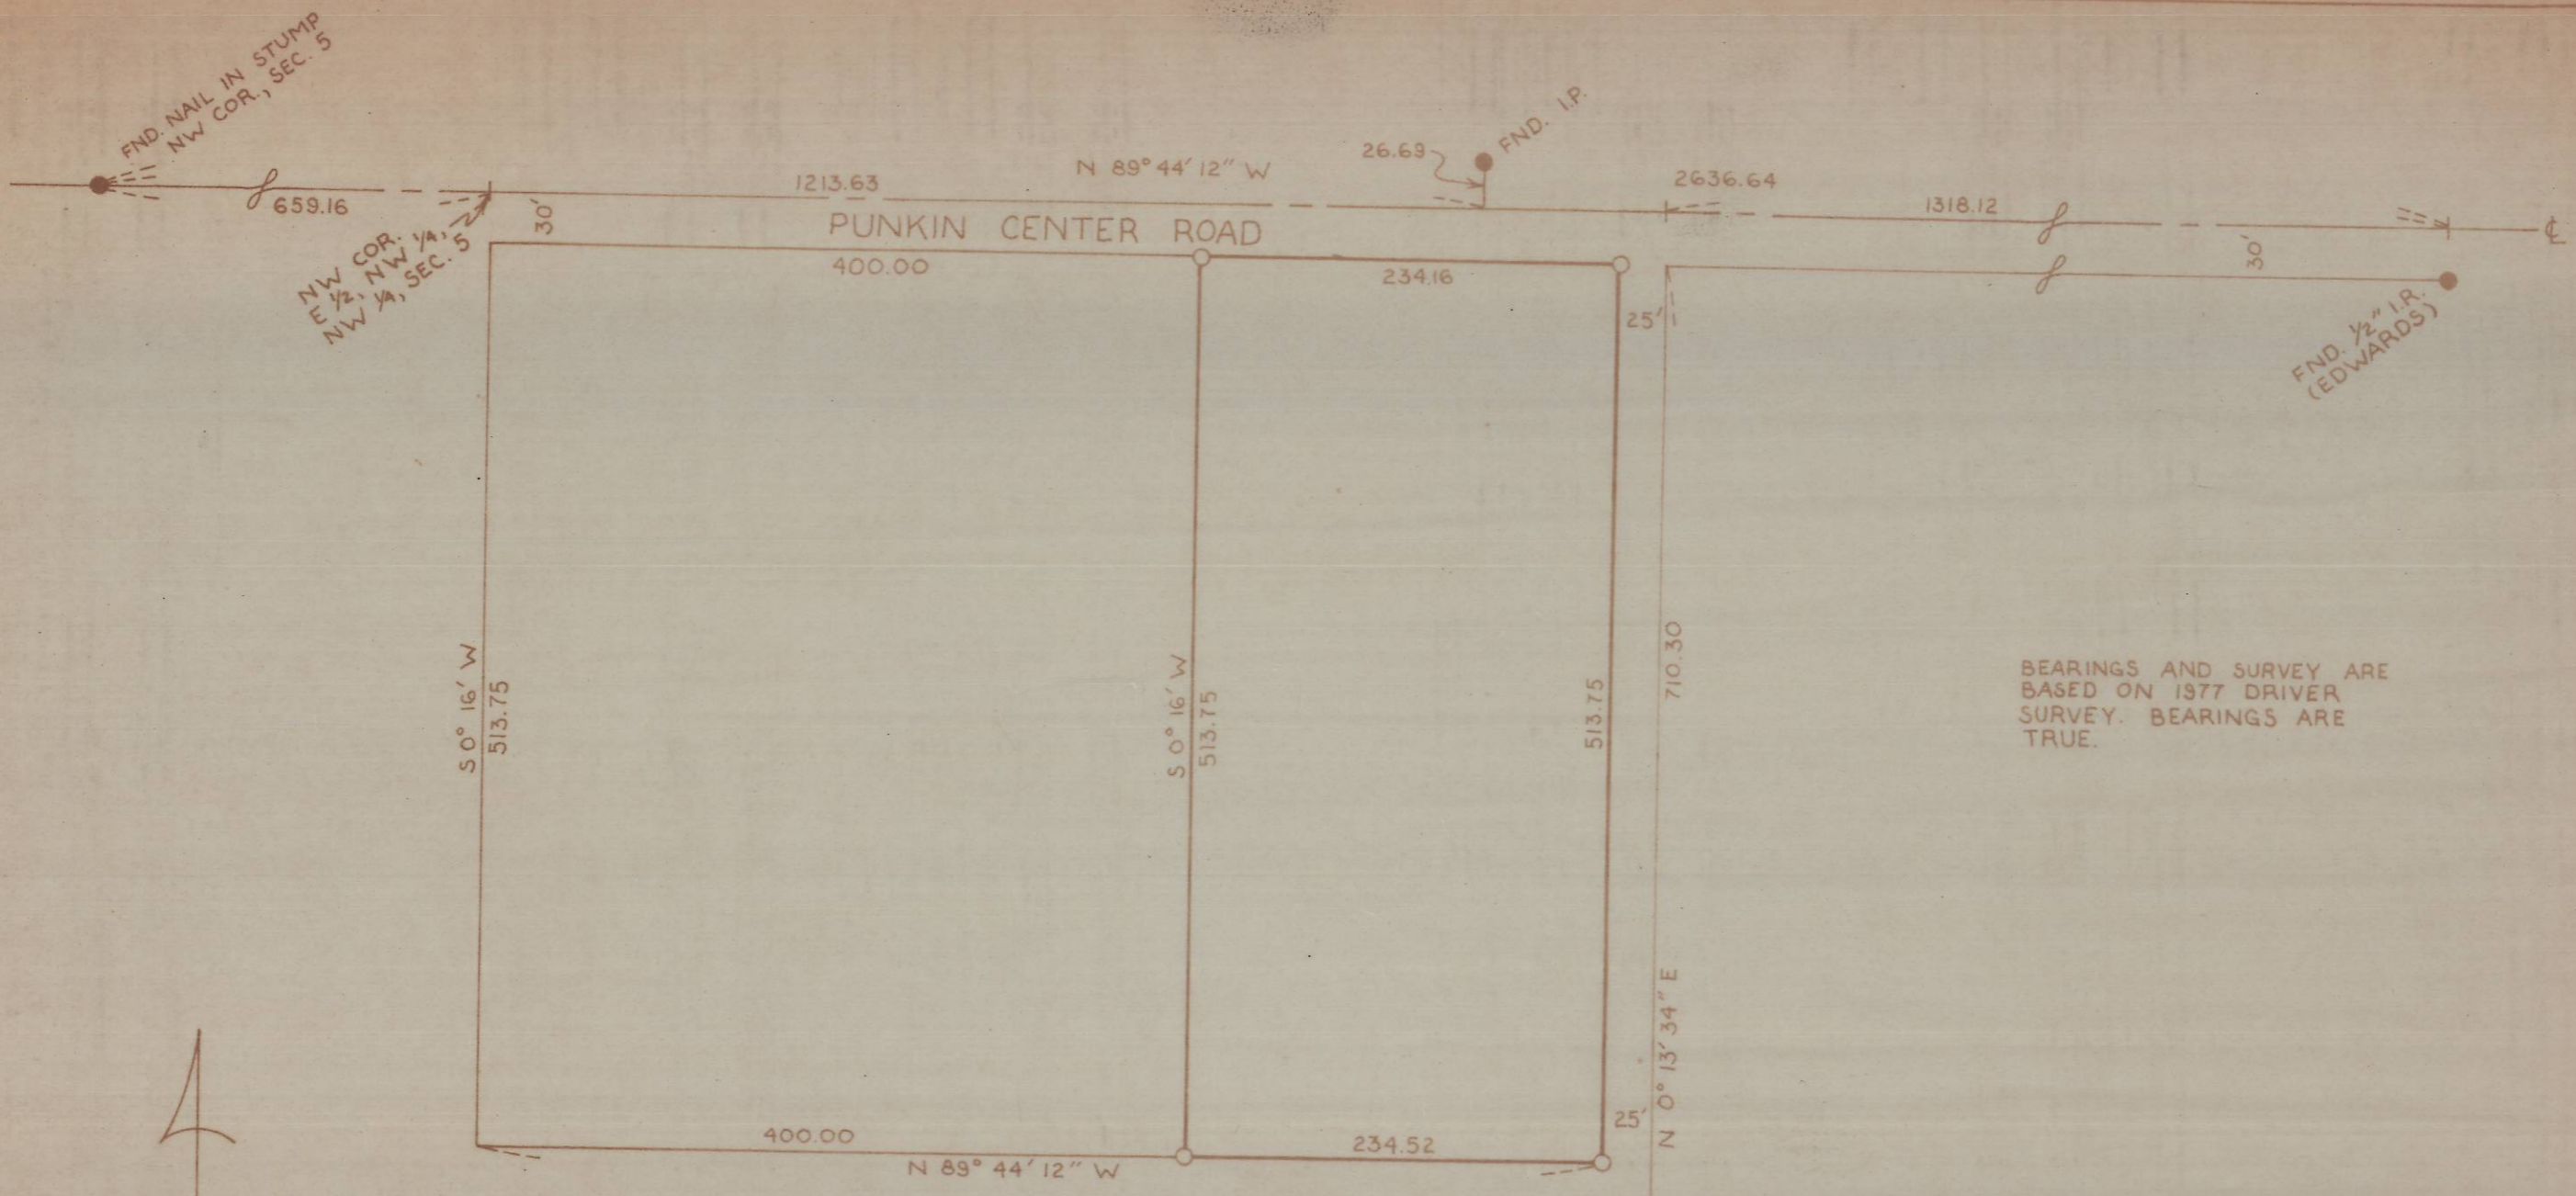 FND. NAIL IN STUMP
NW COR., SEC. 5
659.16
NW COR.
E 1/2, NW 1/4,
NW 1/4, SEC. 5
30'
1213.63
N 89° 44' 12" W
26.69
FND. I.P.
2636.64
1318.12
30'
℄
PUNKIN CENTER ROAD
400.00
234.16
25'
FND. 1/2" I.R.
(EDWARDS)
S 0° 16' W
513.75
S 0° 16' W
513.75
513.75
710.30
N 0° 13' 34" E
BEARINGS AND SURVEY ARE
BASED ON 1977 DRIVER
SURVEY. BEARINGS ARE
TRUE.
25'
400.00
234.52
N 89° 44' 12" W